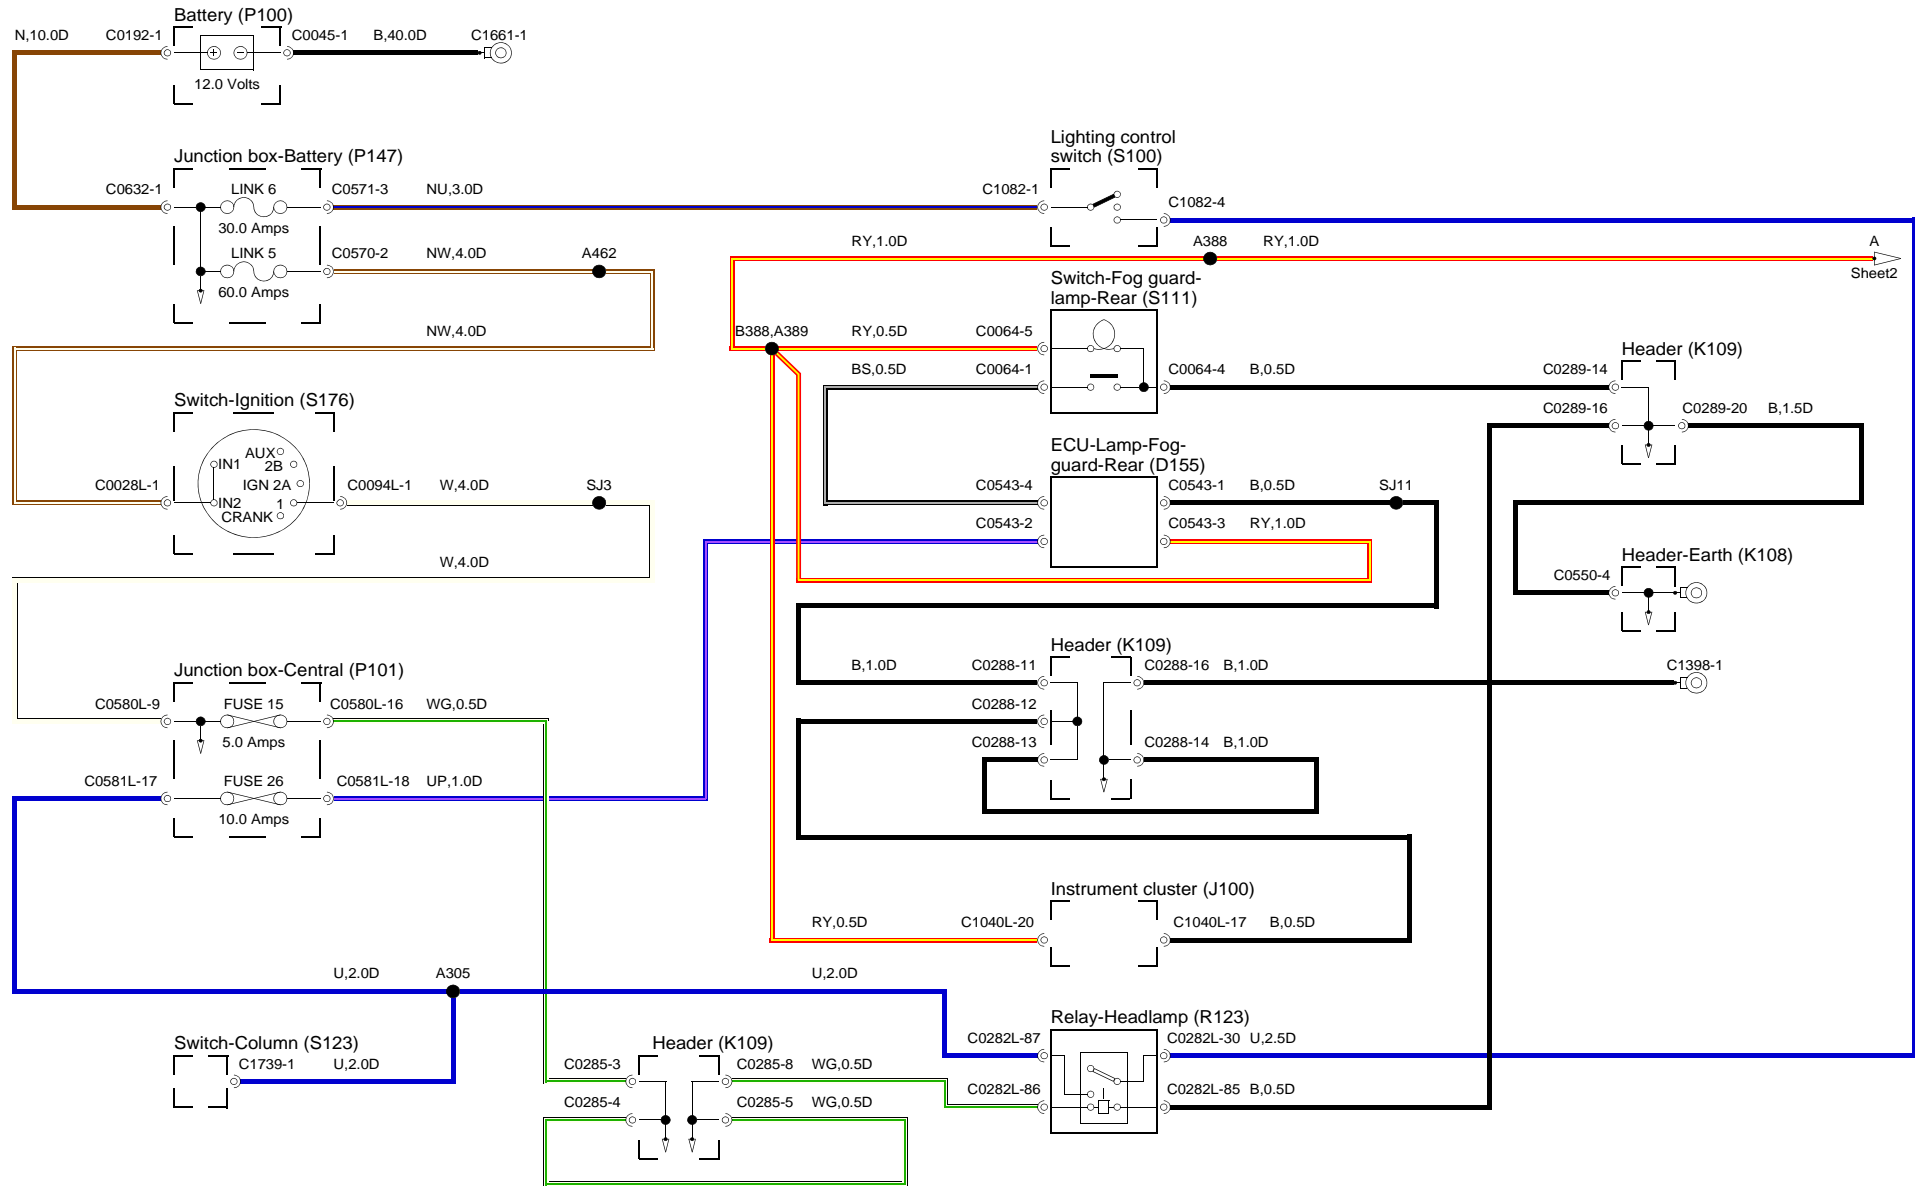 Battery (P100)
N,10.0D
C0192-1
C0045-1
B,40.0D
C1661-1
12.0 Volts
Junction box-Battery (P147)
C0632-1
LINK 6
30.0 Amps
C0571-3
NU,3.0D
LINK 5
60.0 Amps
C0570-2
NW,4.0D
A462
NW,4.0D
Lighting control
switch (S100)
C1082-1
C1082-4
RY,1.0D
A388
RY,1.0D
A
Sheet2
Switch-Fog guard-
lamp-Rear (S111)
B388,A389
RY,0.5D
C0064-5
BS,0.5D
C0064-1
C0064-4
B,0.5D
Header (K109)
C0289-14
C0289-16
C0289-20
B,1.5D
Switch-Ignition (S176)
AUX
IN1
2B
IGN 2A
IN2
1
CRANK
C0028L-1
C0094L-1
W,4.0D
SJ3
W,4.0D
ECU-Lamp-Fog-
guard-Rear (D155)
C0543-4
C0543-1
B,0.5D
SJ11
C0543-2
C0543-3
RY,1.0D
Header-Earth (K108)
C0550-4
Header (K109)
B,1.0D
C0288-11
C0288-16
B,1.0D
C1398-1
C0288-12
C0288-13
C0288-14
B,1.0D
Junction box-Central (P101)
C0580L-9
FUSE 15
5.0 Amps
C0580L-16
WG,0.5D
C0581L-17
FUSE 26
10.0 Amps
C0581L-18
UP,1.0D
Instrument cluster (J100)
RY,0.5D
C1040L-20
C1040L-17
B,0.5D
U,2.0D
A305
U,2.0D
Switch-Column (S123)
C1739-1
U,2.0D
Header (K109)
C0285-3
C0285-8
WG,0.5D
C0285-4
C0285-5
WG,0.5D
Relay-Headlamp (R123)
C0282L-87
C0282L-30
U,2.5D
C0282L-86
C0282L-85
B,0.5D